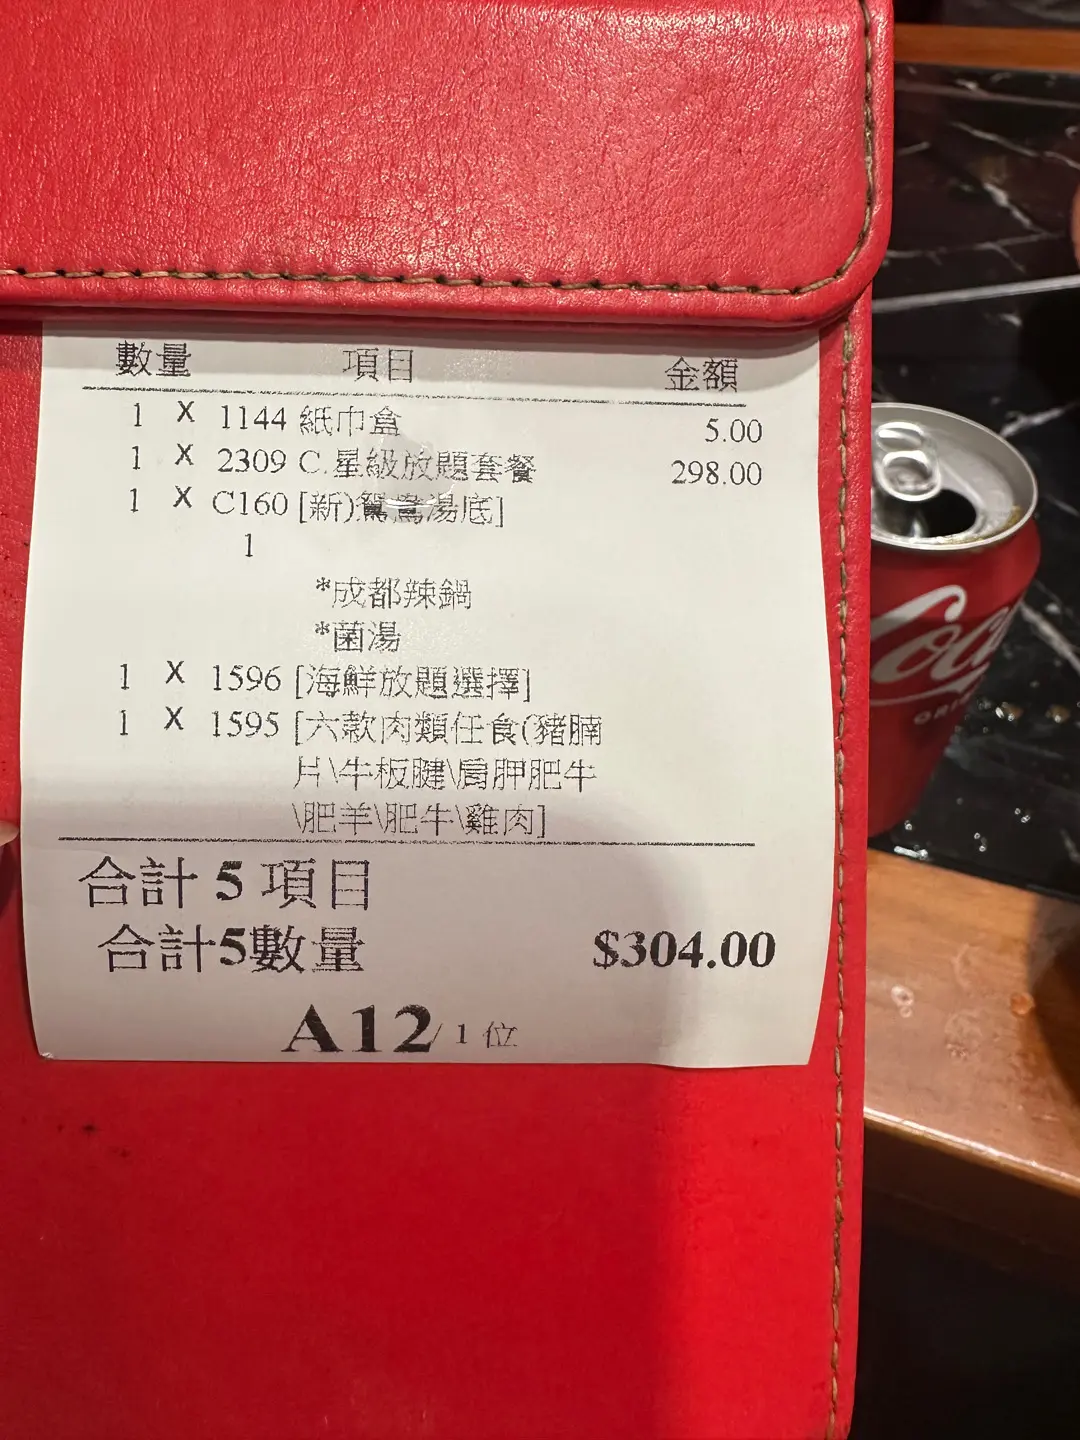 數量 項目 金額
1 X 1144 紙巾盒 5.00
1 X 2309 C.星級放題套餐 298.00
1 X C160 [新)鴛鴦湯底]
1
*成都辣鍋
*菌湯
1 X 1596 [海鮮放題選擇]
1 X 1595 [六款肉類任食(豬腩
片\牛板腱\肩胛肥牛
\肥羊\肥牛\雞肉]
合計 5 項目
合計5數量 $304.00
A12/ 1 位
Coca
ORI